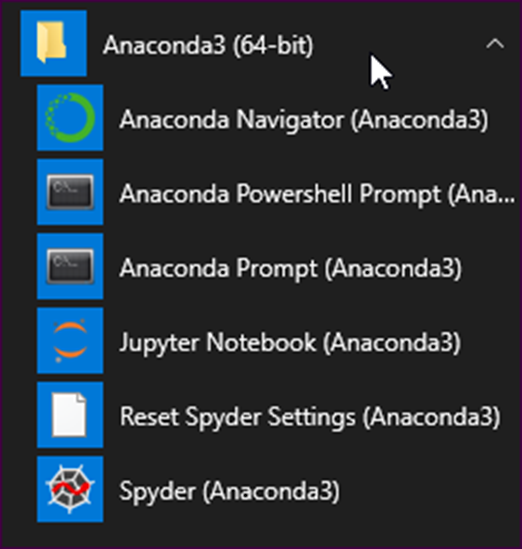 Anaconda3 (64-bit)
Anaconda Navigator (Anaconda3)
Anaconda Powershell Prompt (Ana...
Anaconda Prompt (Anaconda3)
Jupyter Notebook (Anaconda3)
Reset Spyder Settings (Anaconda3)
Spyder (Anaconda3)